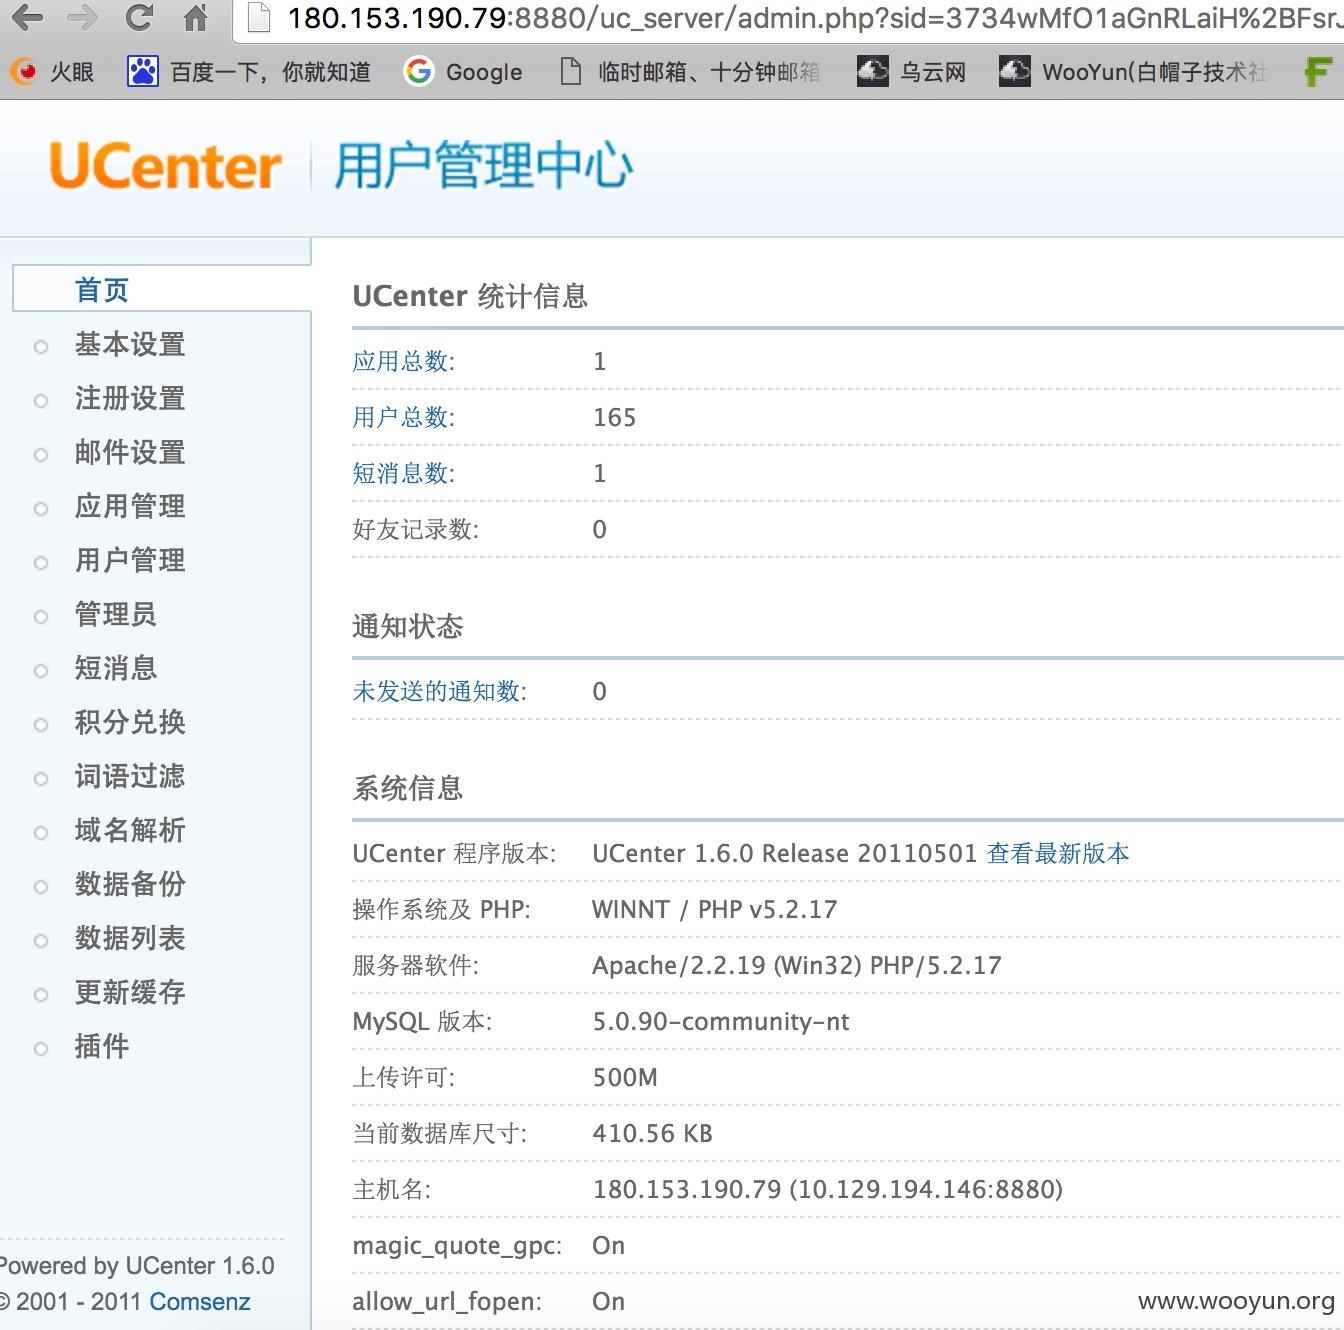 180.153.190.79:8880/uc_server/admin.php?sid=3734wMfO1aGnRLaiH%2BFsrJ
火眼 百度一下，你就知道 Google 临时邮箱、十分钟邮箱 乌云网 WooYun(白帽子技术社
UCenter 用户管理中心
首页
基本设置
注册设置
邮件设置
应用管理
用户管理
管理员
短消息
积分兑换
词语过滤
域名解析
数据备份
数据列表
更新缓存
插件
Powered by UCenter 1.6.0
© 2001 - 2011 Comsenz
UCenter 统计信息
应用总数: 1
用户总数: 165
短消息数: 1
好友记录数: 0
通知状态
未发送的通知数: 0
系统信息
UCenter 程序版本: UCenter 1.6.0 Release 20110501 查看最新版本
操作系统及 PHP: WINNT / PHP v5.2.17
服务器软件: Apache/2.2.19 (Win32) PHP/5.2.17
MySQL 版本: 5.0.90-community-nt
上传许可: 500M
当前数据库尺寸: 410.56 KB
主机名: 180.153.190.79 (10.129.194.146:8880)
magic_quote_gpc: On
allow_url_fopen: On
www.wooyun.org